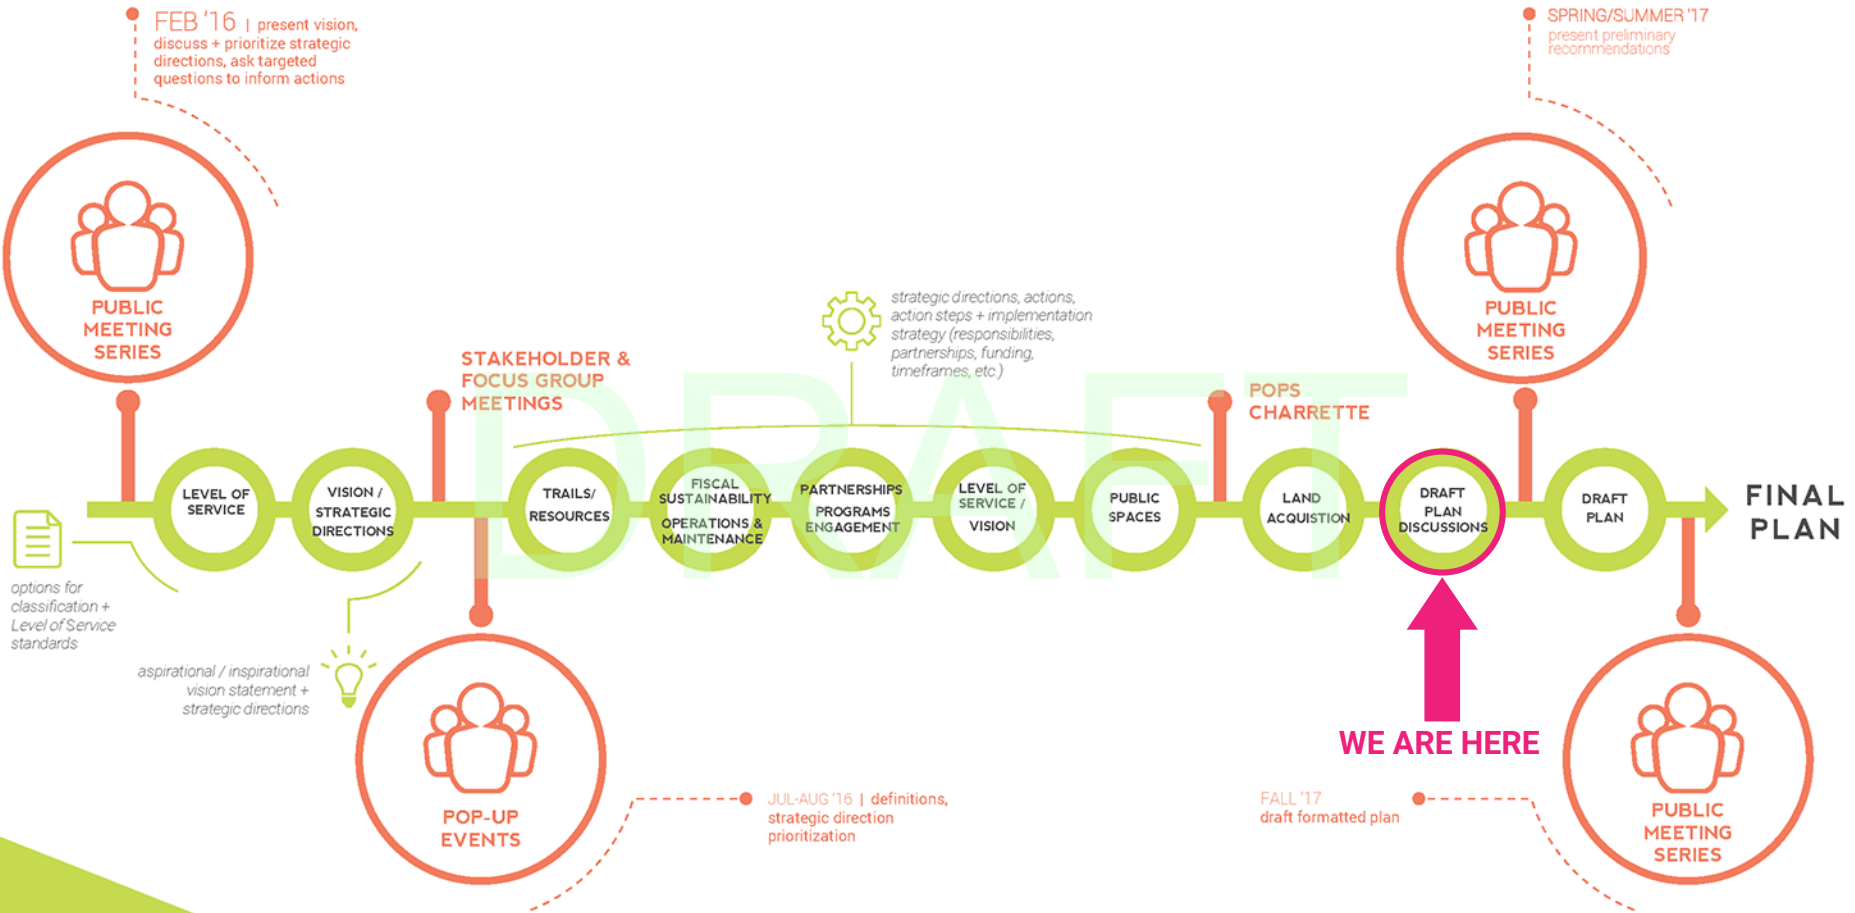 FEB '16 | present vision,
discuss + prioritize strategic
directions, ask targeted
questions to inform actions
SPRING/SUMMER '17
present preliminary
recommendations
PUBLIC
MEETING
SERIES
PUBLIC
MEETING
SERIES
strategic directions, actions,
action steps + implementation
strategy (responsibilities,
partnerships, funding,
timeframes, etc.)
STAKEHOLDER &
FOCUS GROUP
MEETINGS
POPS
CHARRETTE
DRAFT
LEVEL OF
SERVICE
VISION /
STRATEGIC
DIRECTIONS
TRAILS/
RESOURCES
FISCAL
SUSTAINABILITY
OPERATIONS &
MAINTENANCE
PARTNERSHIPS
PROGRAMS
ENGAGEMENT
LEVEL OF
SERVICE /
VISION
PUBLIC
SPACES
LAND
ACQUISTION
DRAFT
PLAN
DISCUSSIONS
DRAFT
PLAN
FINAL
PLAN
options for
classification +
Level of Service
standards
aspirational / inspirational
vision statement +
strategic directions
WE ARE HERE
POP-UP
EVENTS
JUL-AUG '16 | definitions,
strategic direction
prioritization
FALL '17
draft formatted plan
PUBLIC
MEETING
SERIES